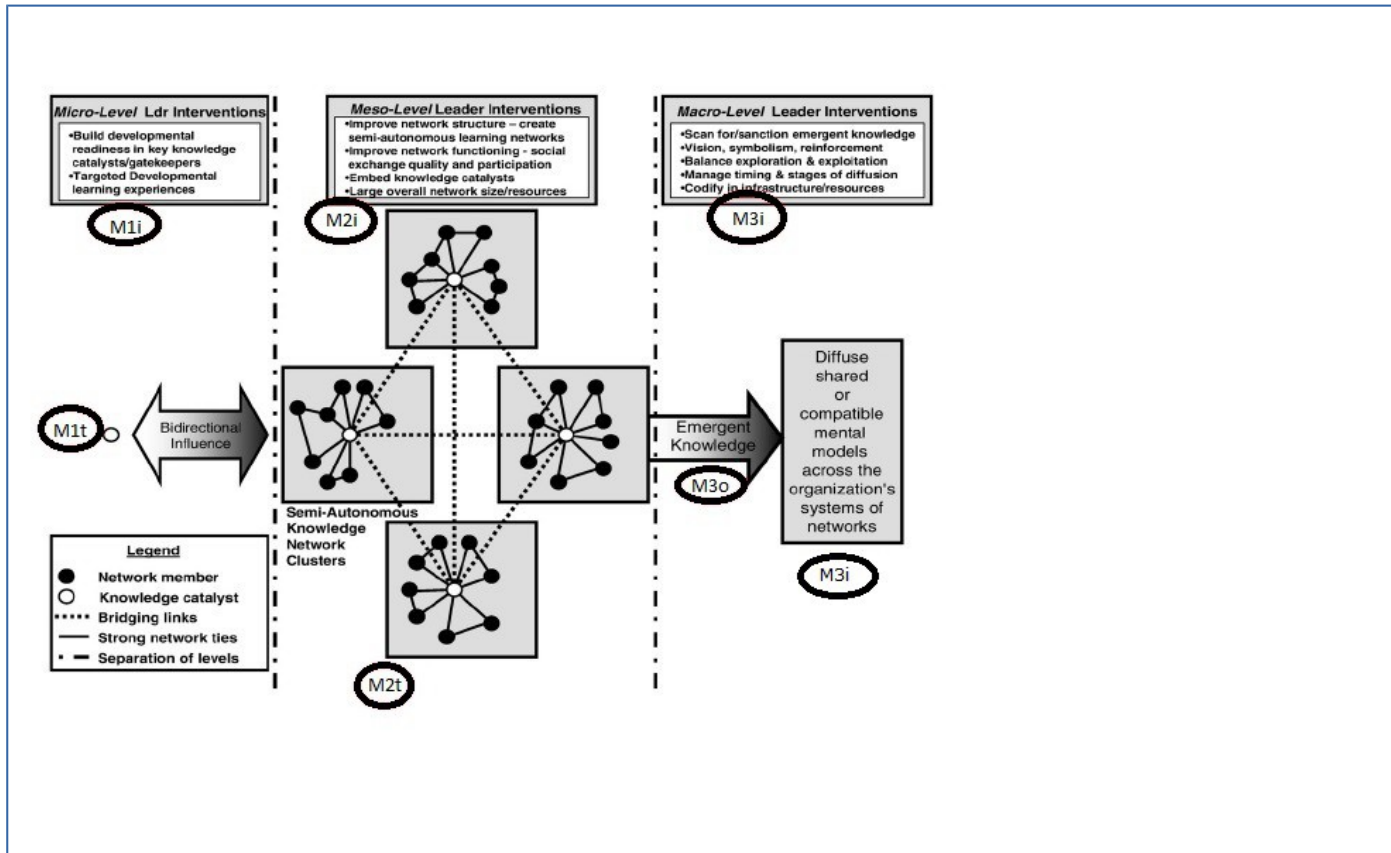 Micro-Level Ldr Interventions
•Build developmental
readiness in key knowledge
catalysts/gatekeepers
•Targeted Developmental
learning experiences
M1i
Meso-Level Leader Interventions
•Improve network structure – create
semi-autonomous learning networks
•Improve network functioning - social
exchange quality and participation
•Embed knowledge catalysts
•Large overall network size/resources
M2i
Macro-Level Leader Interventions
•Scan for/sanction emergent knowledge
•Vision, symbolism, reinforcement
•Balance exploration & exploitation
•Manage timing & stages of diffusion
•Codify in infrastructure/resources
M3i
M1t
Bidirectional
Influence
Semi-Autonomous
Knowledge
Network
Clusters
M2t
Emergent
Knowledge
M3o
Diffuse
shared
or
compatible
mental
models
across the
organization's
systems of
networks
M3i
Legend
Network member
Knowledge catalyst
Bridging links
Strong network ties
Separation of levels